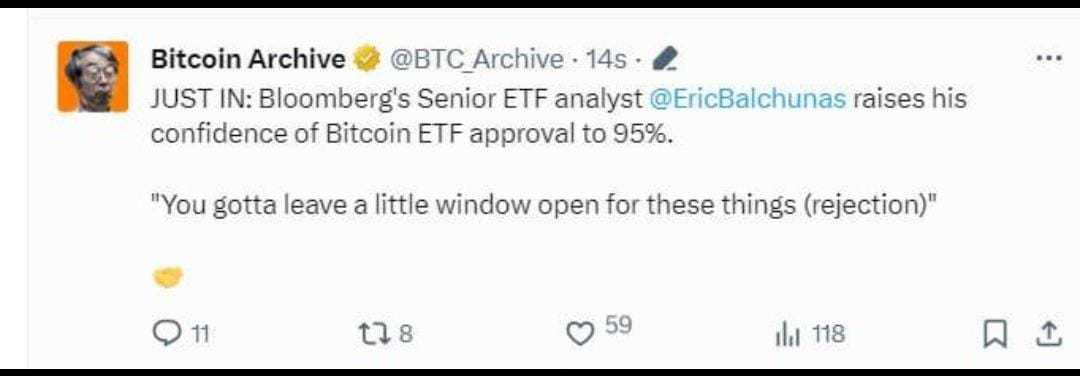 Bitcoin Archive @BTC_Archive · 14s ·
JUST IN: Bloomberg's Senior ETF analyst @EricBalchunas raises his
confidence of Bitcoin ETF approval to 95%.
"You gotta leave a little window open for these things (rejection)"
11 8 59 118